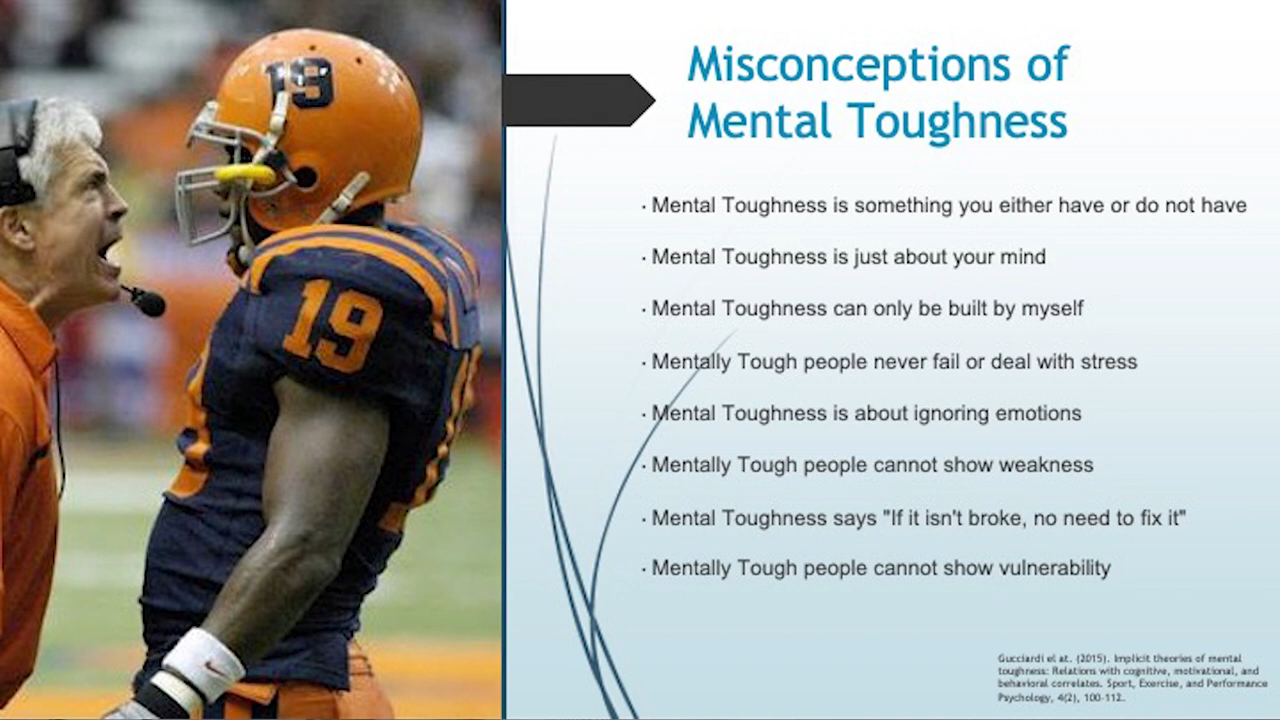 19
19
Misconceptions of
Mental Toughness
· Mental Toughness is something you either have or do not have
· Mental Toughness is just about your mind
· Mental Toughness can only be built by myself
· Mentally Tough people never fail or deal with stress
· Mental Toughness is about ignoring emotions
· Mentally Tough people cannot show weakness
· Mental Toughness says "If it isn't broke, no need to fix it"
· Mentally Tough people cannot show vulnerability
Gucciardi el at. (2015). Implicit theories of mental
toughness: Relations with cognitive, motivational, and
behavioral correlates. Sport, Exercise, and Performance
Psychology, 4(2), 100-112.